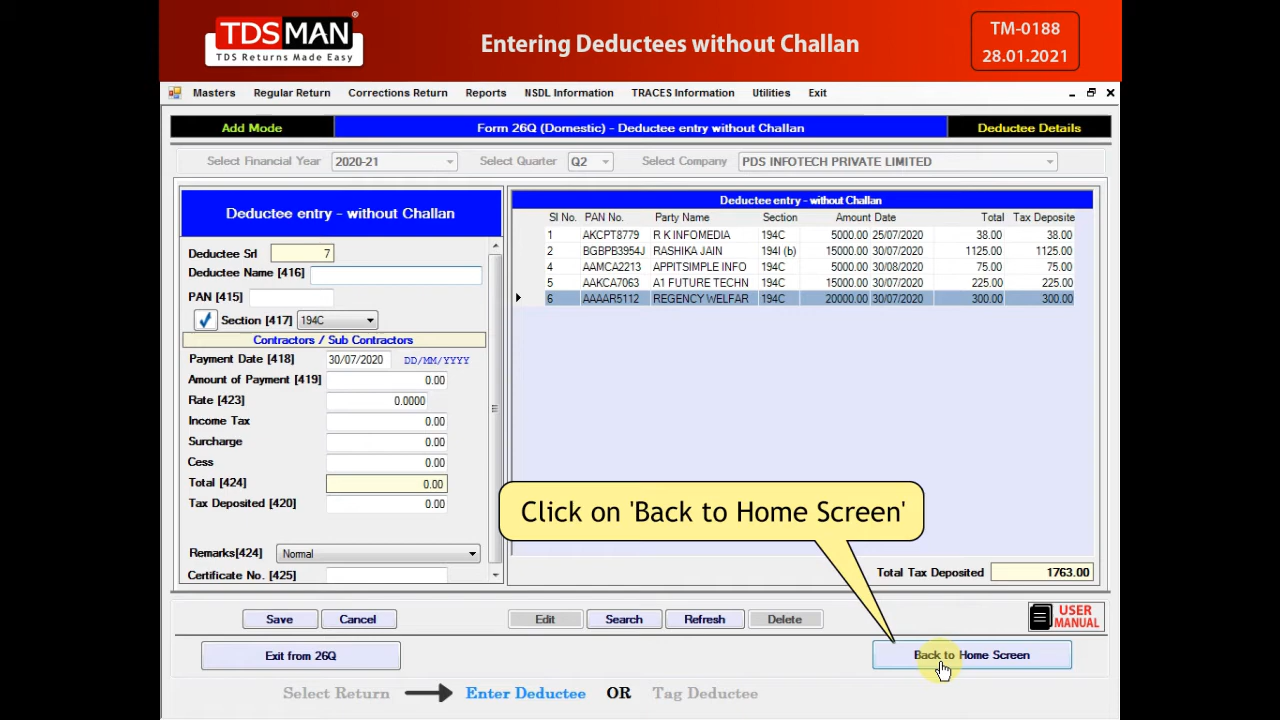 TDSMAN®
TDS Returns Made Easy
Entering Deductees without Challan
TM-0188
28.01.2021
Masters Regular Return Corrections Return Reports NSDL Information TRACES Information Utilities Exit
Add Mode Form 26Q (Domestic) - Deductee entry without Challan Deductee Details
Select Financial Year 2020-21 Select Quarter Q2 Select Company PDS INFOTECH PRIVATE LIMITED
Deductee entry - without Challan
Deductee Srl 7
Deductee Name [416]
PAN [415]
Section [417] 194C
Contractors / Sub Contractors
Payment Date [418] 30/07/2020 DD/MM/YYYY
Amount of Payment [419] 0.00
Rate [423] 0.0000
Income Tax 0.00
Surcharge 0.00
Cess 0.00
Total [424] 0.00
Tax Deposited [420] 0.00
Remarks[424] Normal
Certificate No. [425]
Deductee entry - without Challan
Sl No. PAN No. Party Name Section Amount Date Total Tax Deposite
1 AKCPT8779 R K INFOMEDIA 194C 5000.00 25/07/2020 38.00 38.00
2 BGBPB3954J RASHIKA JAIN 194I (b) 15000.00 30/07/2020 1125.00 1125.00
4 AAMCA2213 APPITSIMPLE INFO 194C 5000.00 30/08/2020 75.00 75.00
5 AAKCA7063 A1 FUTURE TECHN 194C 15000.00 30/07/2020 225.00 225.00
6 AAAAR5112 REGENCY WELFAR 194C 20000.00 30/07/2020 300.00 300.00
Click on 'Back to Home Screen'
Total Tax Deposited 1763.00
Save Cancel Edit Search Refresh Delete
USER
MANUAL
Exit from 26Q Back to Home Screen
Select Return Enter Deductee OR Tag Deductee